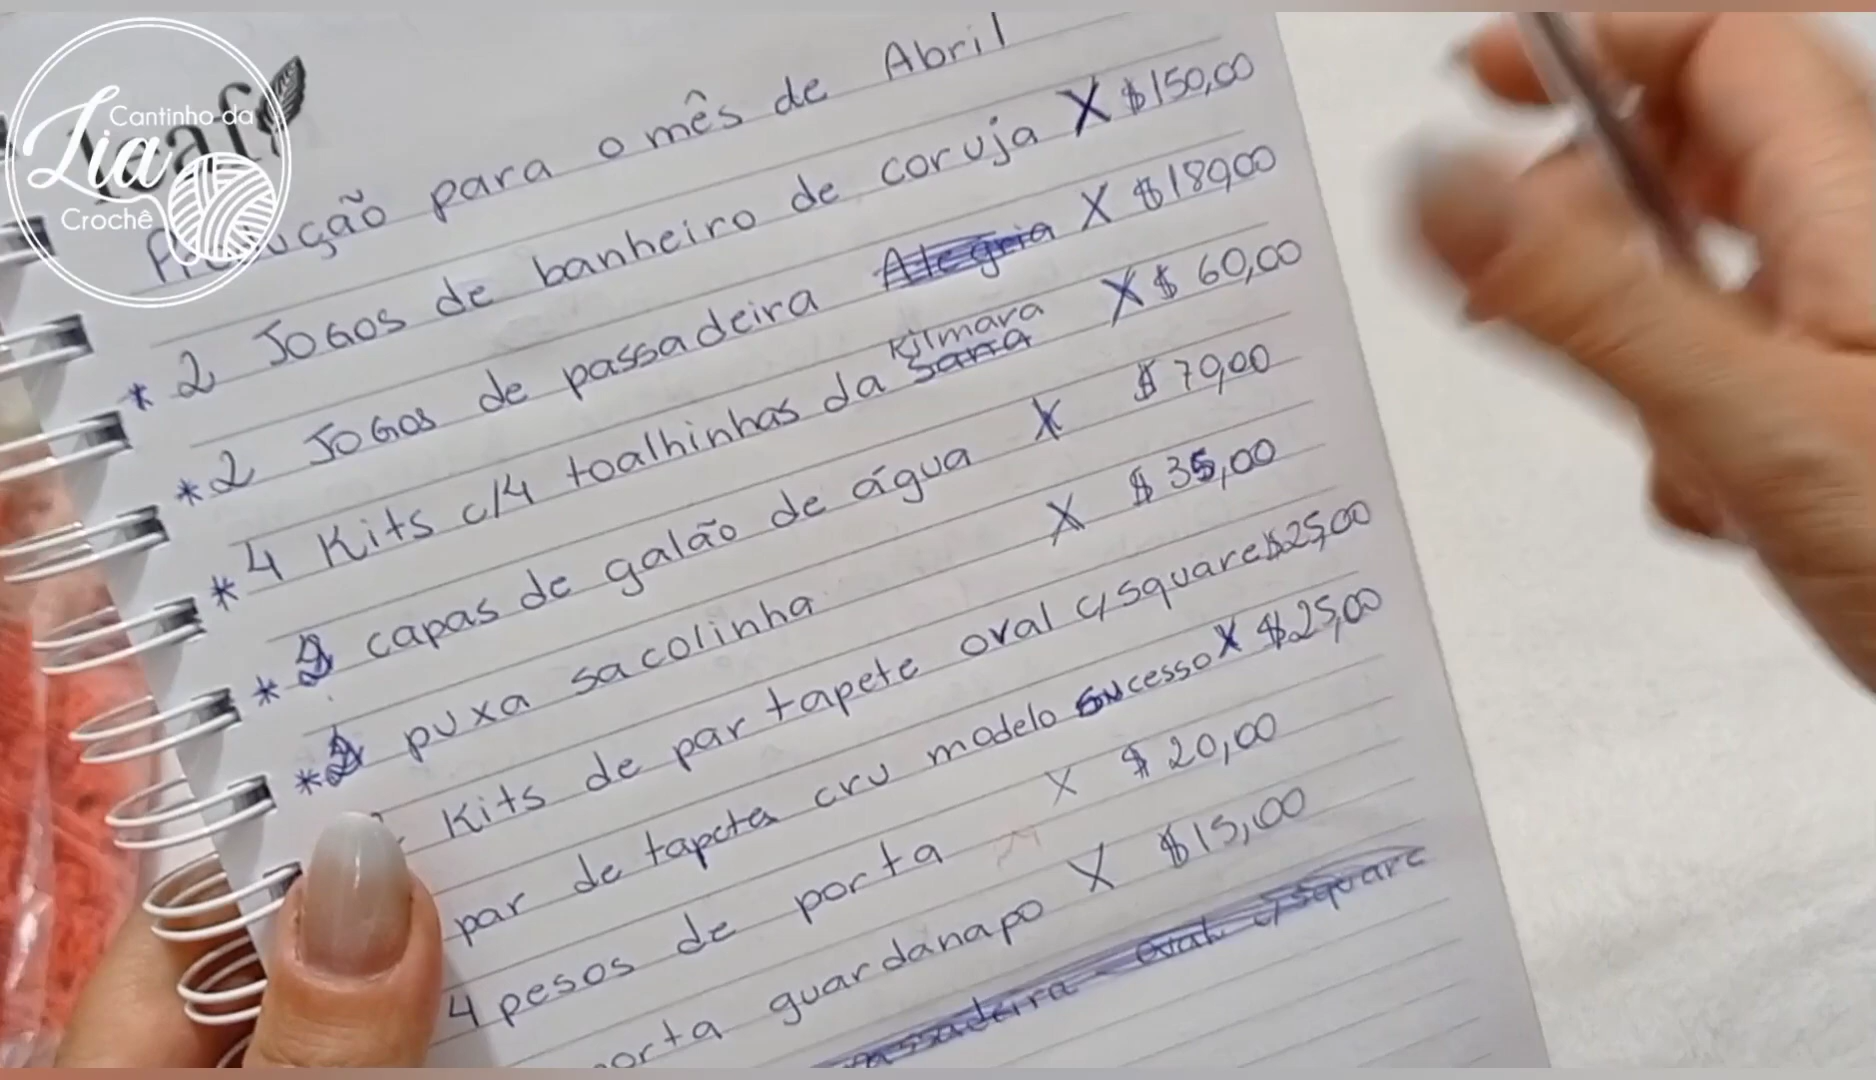 Cantinho da
Lia
Crochê
Leaf
Produção para o mês de Abril
* 2 Jogos de banheiro de coruja X $150,00
* 2 Jogos de passadeira Alegria X $180,00
* 4 Kits c/4 toalhinhas da Sarra Kilmara X $ 60,00
* capas de galão de água X $ 70,00
* puxa sacolinha X $ 35,00
Kits de par tapete oval c/square $25,00
par de tapete cru modelo sucesso X $25,00
4 pesos de porta X $ 20,00
porta guardanapo X $15,00
passadeira oval c/square